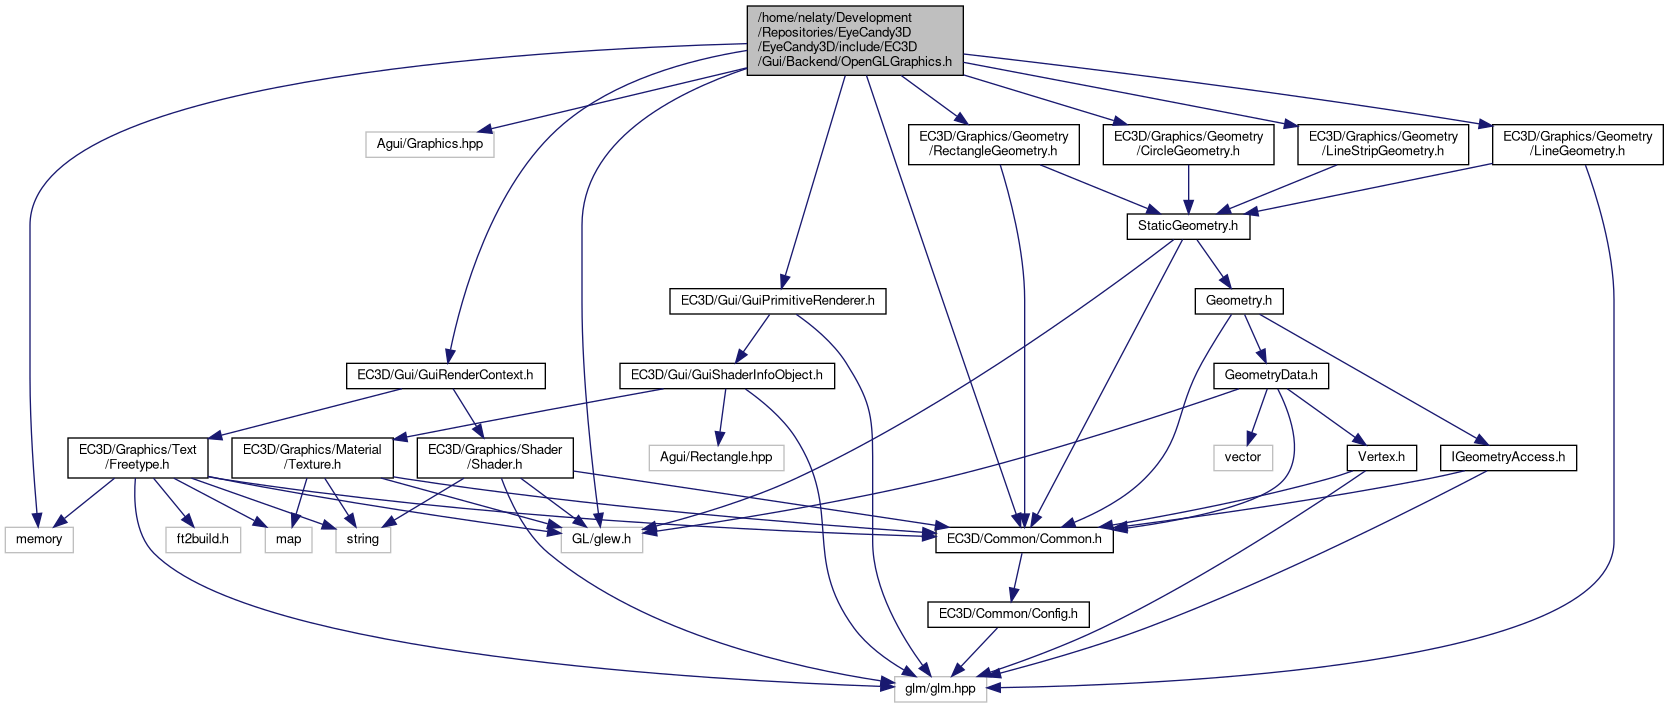 /home/nelaty/Development
/Repositories/EyeCandy3D
/EyeCandy3D/include/EC3D
/Gui/Backend/OpenGLGraphics.h
Agui/Graphics.hpp
EC3D/Graphics/Geometry
/RectangleGeometry.h
EC3D/Graphics/Geometry
/CircleGeometry.h
EC3D/Graphics/Geometry
/LineStripGeometry.h
EC3D/Graphics/Geometry
/LineGeometry.h
StaticGeometry.h
EC3D/Gui/GuiPrimitiveRenderer.h
Geometry.h
EC3D/Gui/GuiRenderContext.h
EC3D/Gui/GuiShaderInfoObject.h
GeometryData.h
EC3D/Graphics/Text
/Freetype.h
EC3D/Graphics/Material
/Texture.h
EC3D/Graphics/Shader
/Shader.h
Agui/Rectangle.hpp
vector
Vertex.h
IGeometryAccess.h
memory
ft2build.h
map
string
GL/glew.h
EC3D/Common/Common.h
EC3D/Common/Config.h
glm/glm.hpp